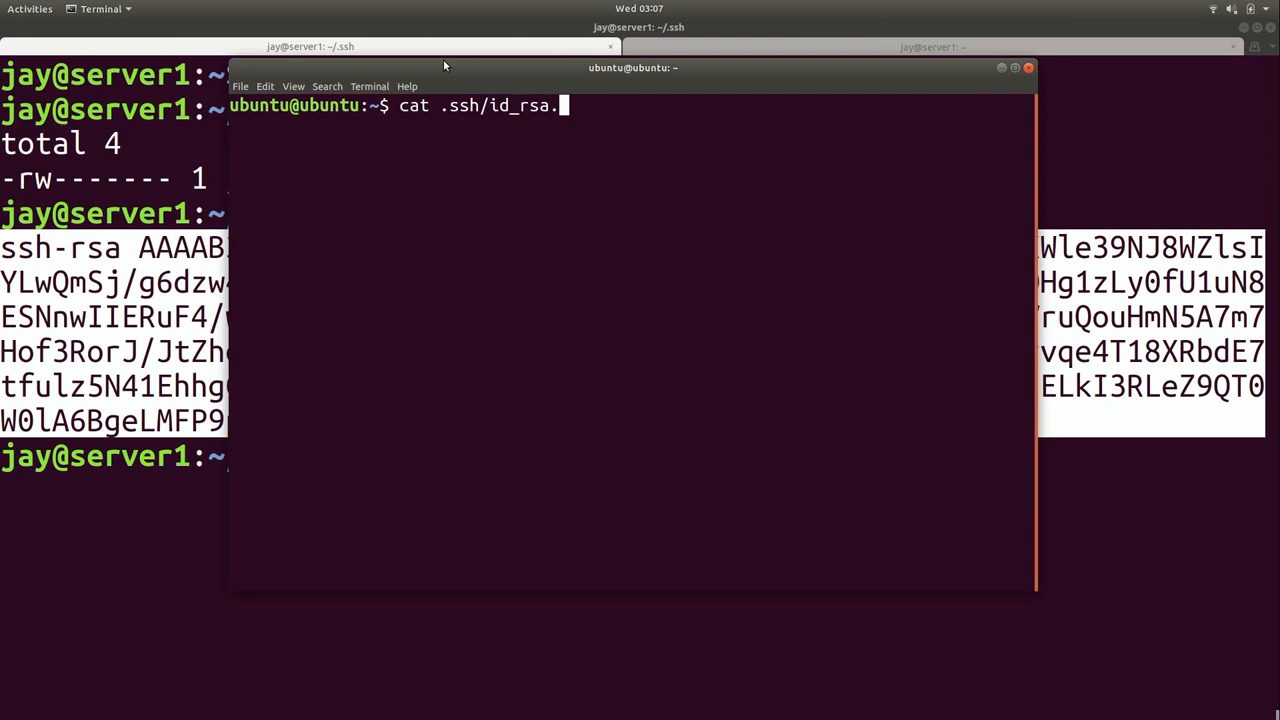 Activities Terminal Wed 03:07
jay@server1: ~/.ssh
jay@server1: ~/.ssh × jay@server1: ~ ×
jay@server1:~
jay@server1:~
total 4
-rw------- 1
jay@server1:~
ssh-rsa AAAAB Wle39NJ8WZlsI
YLwQmSj/g6dzw Hg1zLy0fU1uN8
ESNnwIIERuF4/ ruQouHmN5A7m7
Hof3RorJ/JtZh vqe4T18XRbdE7
tfulz5N41Ehhg ELkI3RLeZ9QT0
W0lA6BgeLMFP9
jay@server1:~
ubuntu@ubuntu: ~
File Edit View Search Terminal Help
ubuntu@ubuntu:~$ cat .ssh/id_rsa.